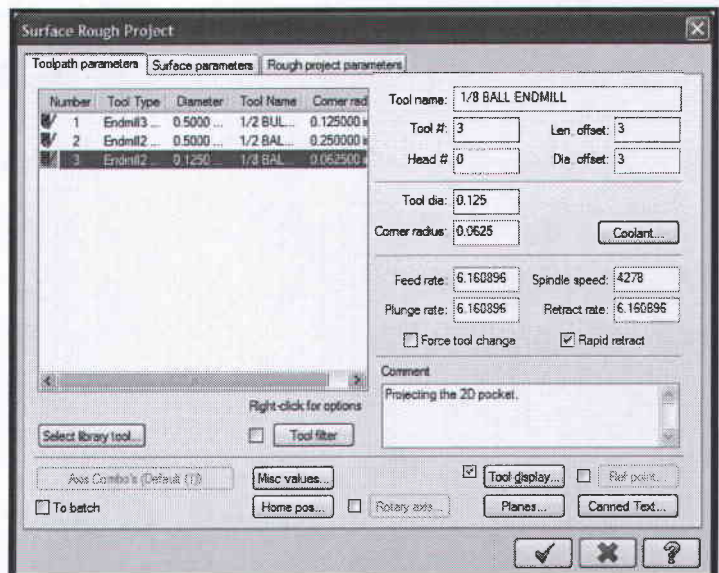 Surface Rough Project
Toolpath parameters Surface parameters Rough project parameters
Number Tool Type Diameter Tool Name Corner rad
1 Endmill3 ... 0.5000 ... 1/2 BUL... 0.125000 i
2 Endmill2 ... 0.5000 ... 1/2 BAL... 0.250000 i
3 Endmill2 ... 0.1250 ... 1/8 BAL... 0.062500 i
Right-click for options
Select library tool...
Tool filter
Tool name: 1/8 BALL ENDMILL
Tool #: 3 Len. offset: 3
Head # 0 Dia. offset: 3
Tool dia: 0.125
Corner radius: 0.0625 Coolant...
Feed rate: 6.160896 Spindle speed: 4278
Plunge rate: 6.160896 Retract rate: 6.160896
Force tool change Rapid retract
Comment
Projecting the 2D pocket.
Axis Combo's (Default (1)) Misc values... Tool display... Ref point...
To batch Home pos... Rotary axis... Planes... Canned Text...
?